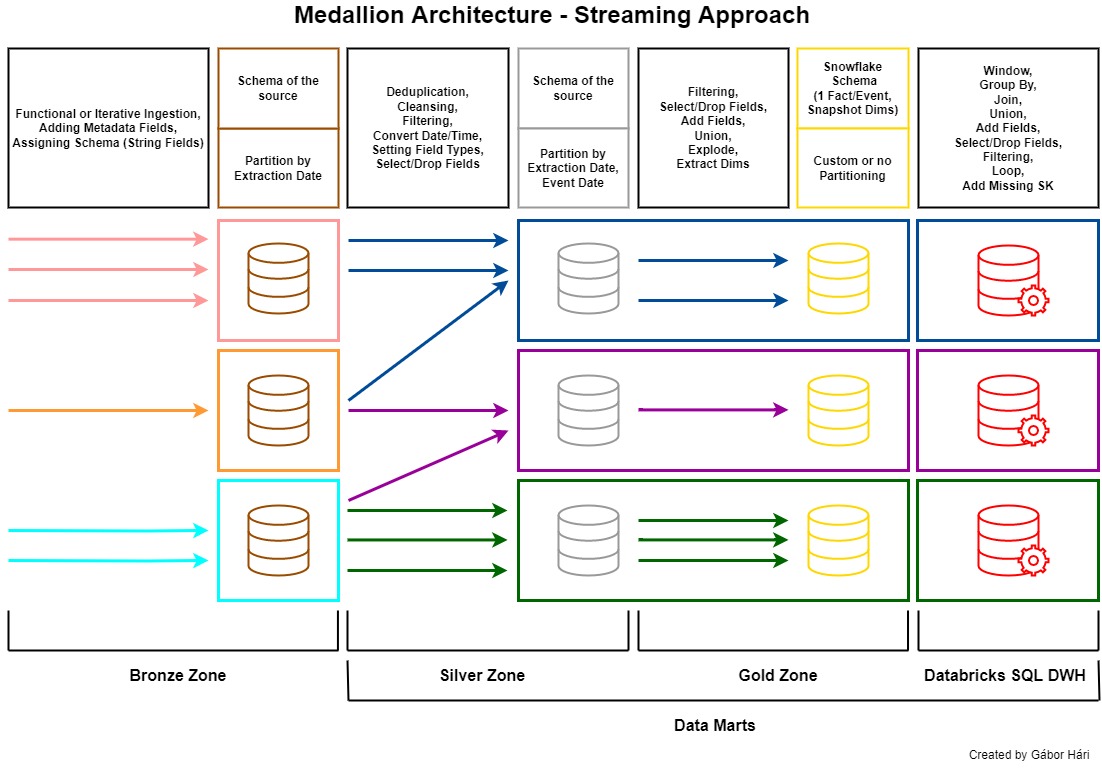 Medallion Architecture - Streaming Approach
Functional or Iterative Ingestion,
Adding Metadata Fields,
Assigning Schema (String Fields)
Schema of the
source
Partition by
Extraction Date
Deduplication,
Cleansing,
Filtering,
Convert Date/Time,
Setting Field Types,
Select/Drop Fields
Schema of the
source
Partition by
Extraction Date,
Event Date
Filtering,
Select/Drop Fields,
Add Fields,
Union,
Explode,
Extract Dims
Snowflake
Schema
(1 Fact/Event,
Snapshot Dims)
Custom or no
Partitioning
Window,
Group By,
Join,
Union,
Add Fields,
Select/Drop Fields,
Filtering,
Loop,
Add Missing SK
Bronze Zone
Silver Zone
Gold Zone
Databricks SQL DWH
Data Marts
Created by Gábor Hári